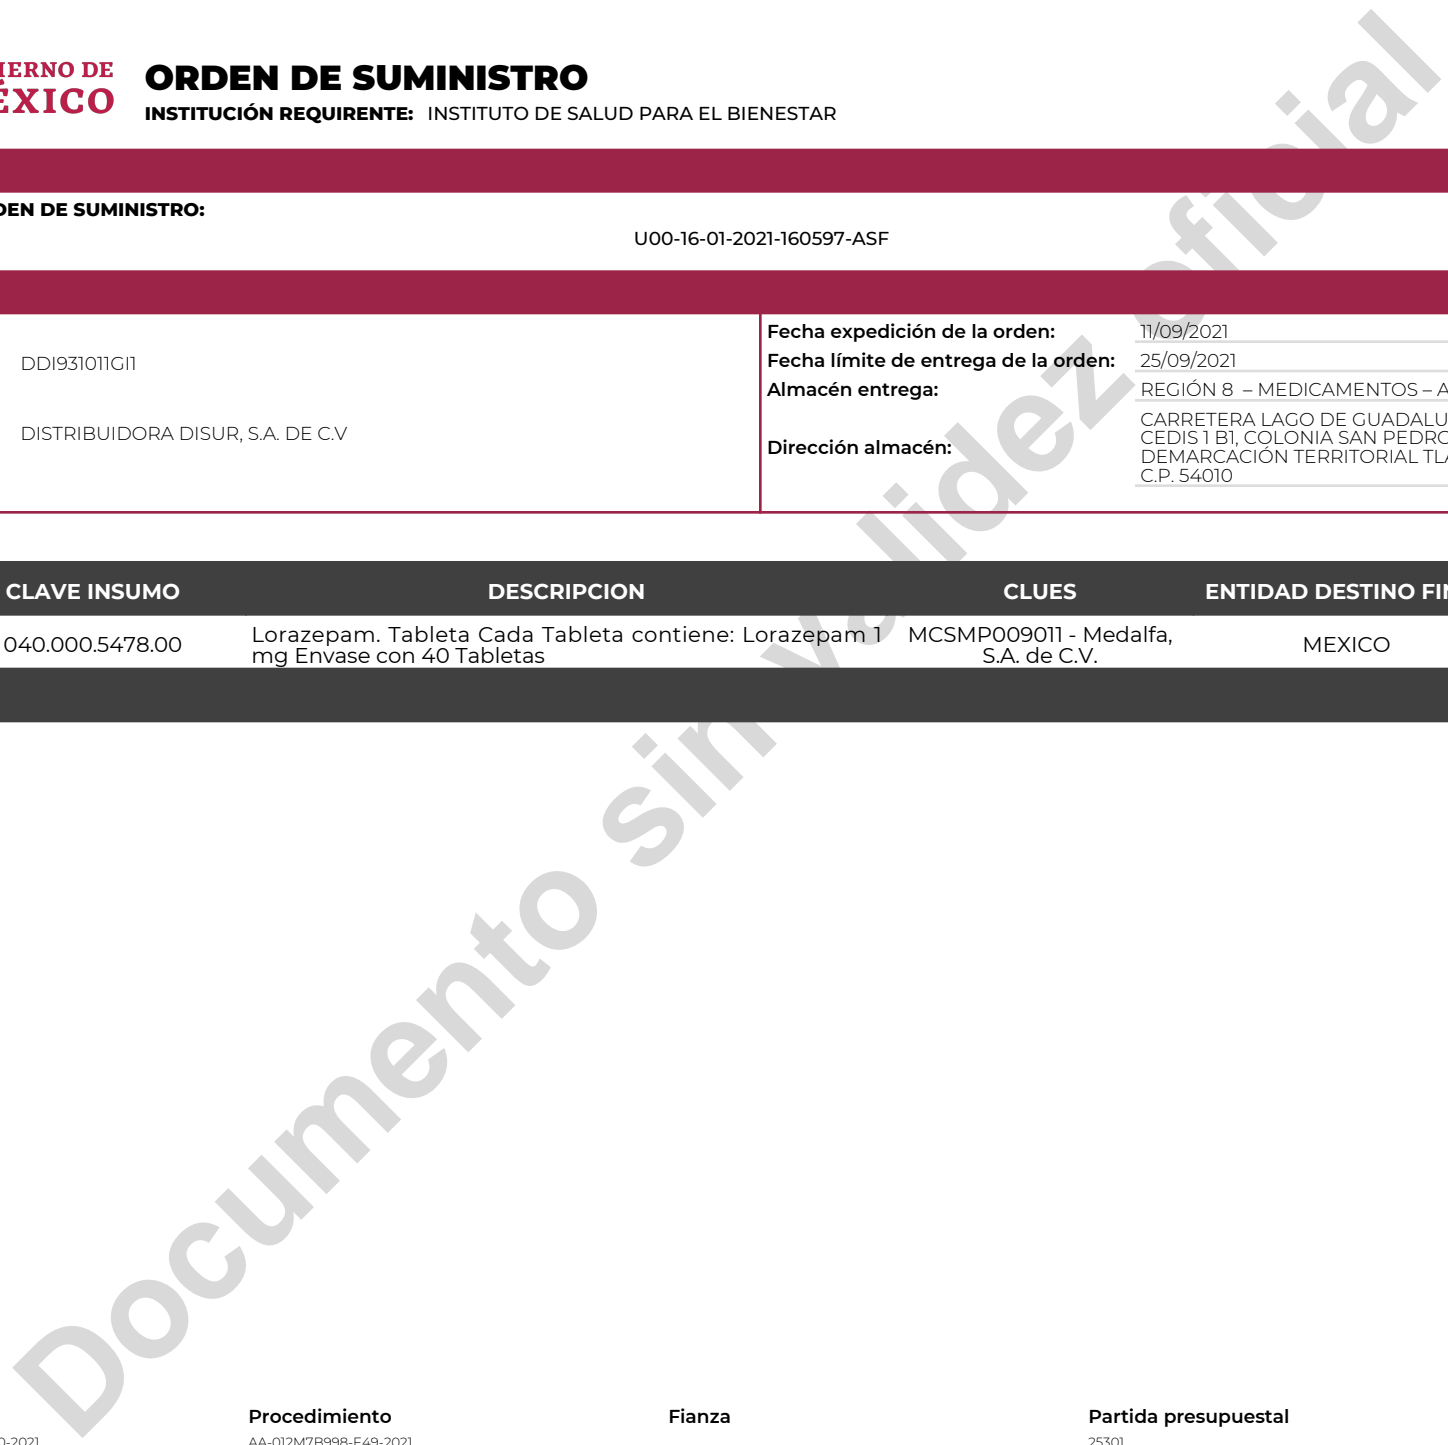 IERNO DE
ÉXICO
ORDEN DE SUMINISTRO
INSTITUCIÓN REQUIRENTE: INSTITUTO DE SALUD PARA EL BIENESTAR
DEN DE SUMINISTRO:
U00-16-01-2021-160597-ASF
DDI931011GI1
DISTRIBUIDORA DISUR, S.A. DE C.V
Fecha expedición de la orden: 11/09/2021
Fecha límite de entrega de la orden: 25/09/2021
Almacén entrega: REGIÓN 8 – MEDICAMENTOS – A
Dirección almacén:
CARRETERA LAGO DE GUADALU
CEDIS 1 B1, COLONIA SAN PEDRO
DEMARCACIÓN TERRITORIAL TLA
C.P. 54010
CLAVE INSUMO DESCRIPCION CLUES ENTIDAD DESTINO FIN
040.000.5478.00
Lorazepam. Tableta Cada Tableta contiene: Lorazepam 1
mg Envase con 40 Tabletas
MCSMP009011 - Medalfa,
S.A. de C.V.
MEXICO
Documento sin validez oficial
Procedimiento Fianza Partida presupuestal
0-2021 AA-012M7B998-E49-2021 25301